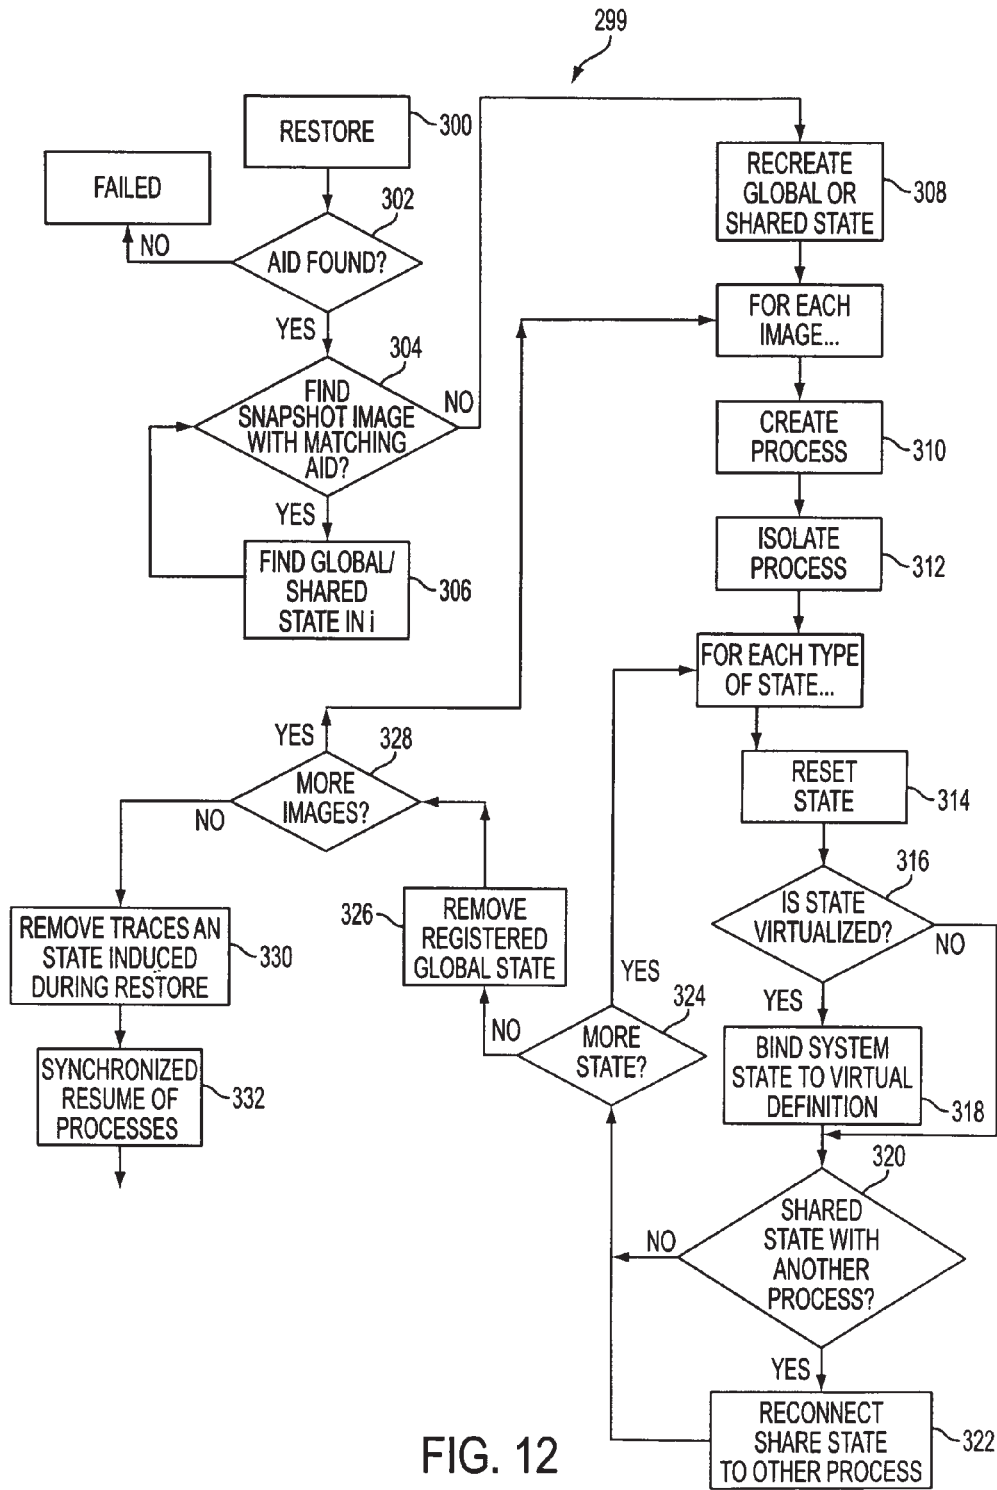 299
RESTORE
300
FAILED
302
AID FOUND?
NO
YES
304
FIND
SNAPSHOT IMAGE
WITH MATCHING
AID?
NO
YES
FIND GLOBAL/
SHARED
STATE IN i
306
RECREATE
GLOBAL OR
SHARED STATE
308
FOR EACH
IMAGE...
CREATE
PROCESS
310
ISOLATE
PROCESS
312
FOR EACH TYPE
OF STATE...
RESET
STATE
314
316
IS STATE
VIRTUALIZED?
NO
YES
BIND SYSTEM
STATE TO VIRTUAL
DEFINITION
318
320
SHARED
STATE WITH
ANOTHER
PROCESS?
NO
YES
RECONNECT
SHARE STATE
TO OTHER PROCESS
322
324
MORE
STATE?
YES
NO
326
REMOVE
REGISTERED
GLOBAL STATE
328
MORE
IMAGES?
YES
NO
REMOVE TRACES AN
STATE INDUCED
DURING RESTORE
330
SYNCHRONIZED
RESUME OF
PROCESSES
332
FIG. 12